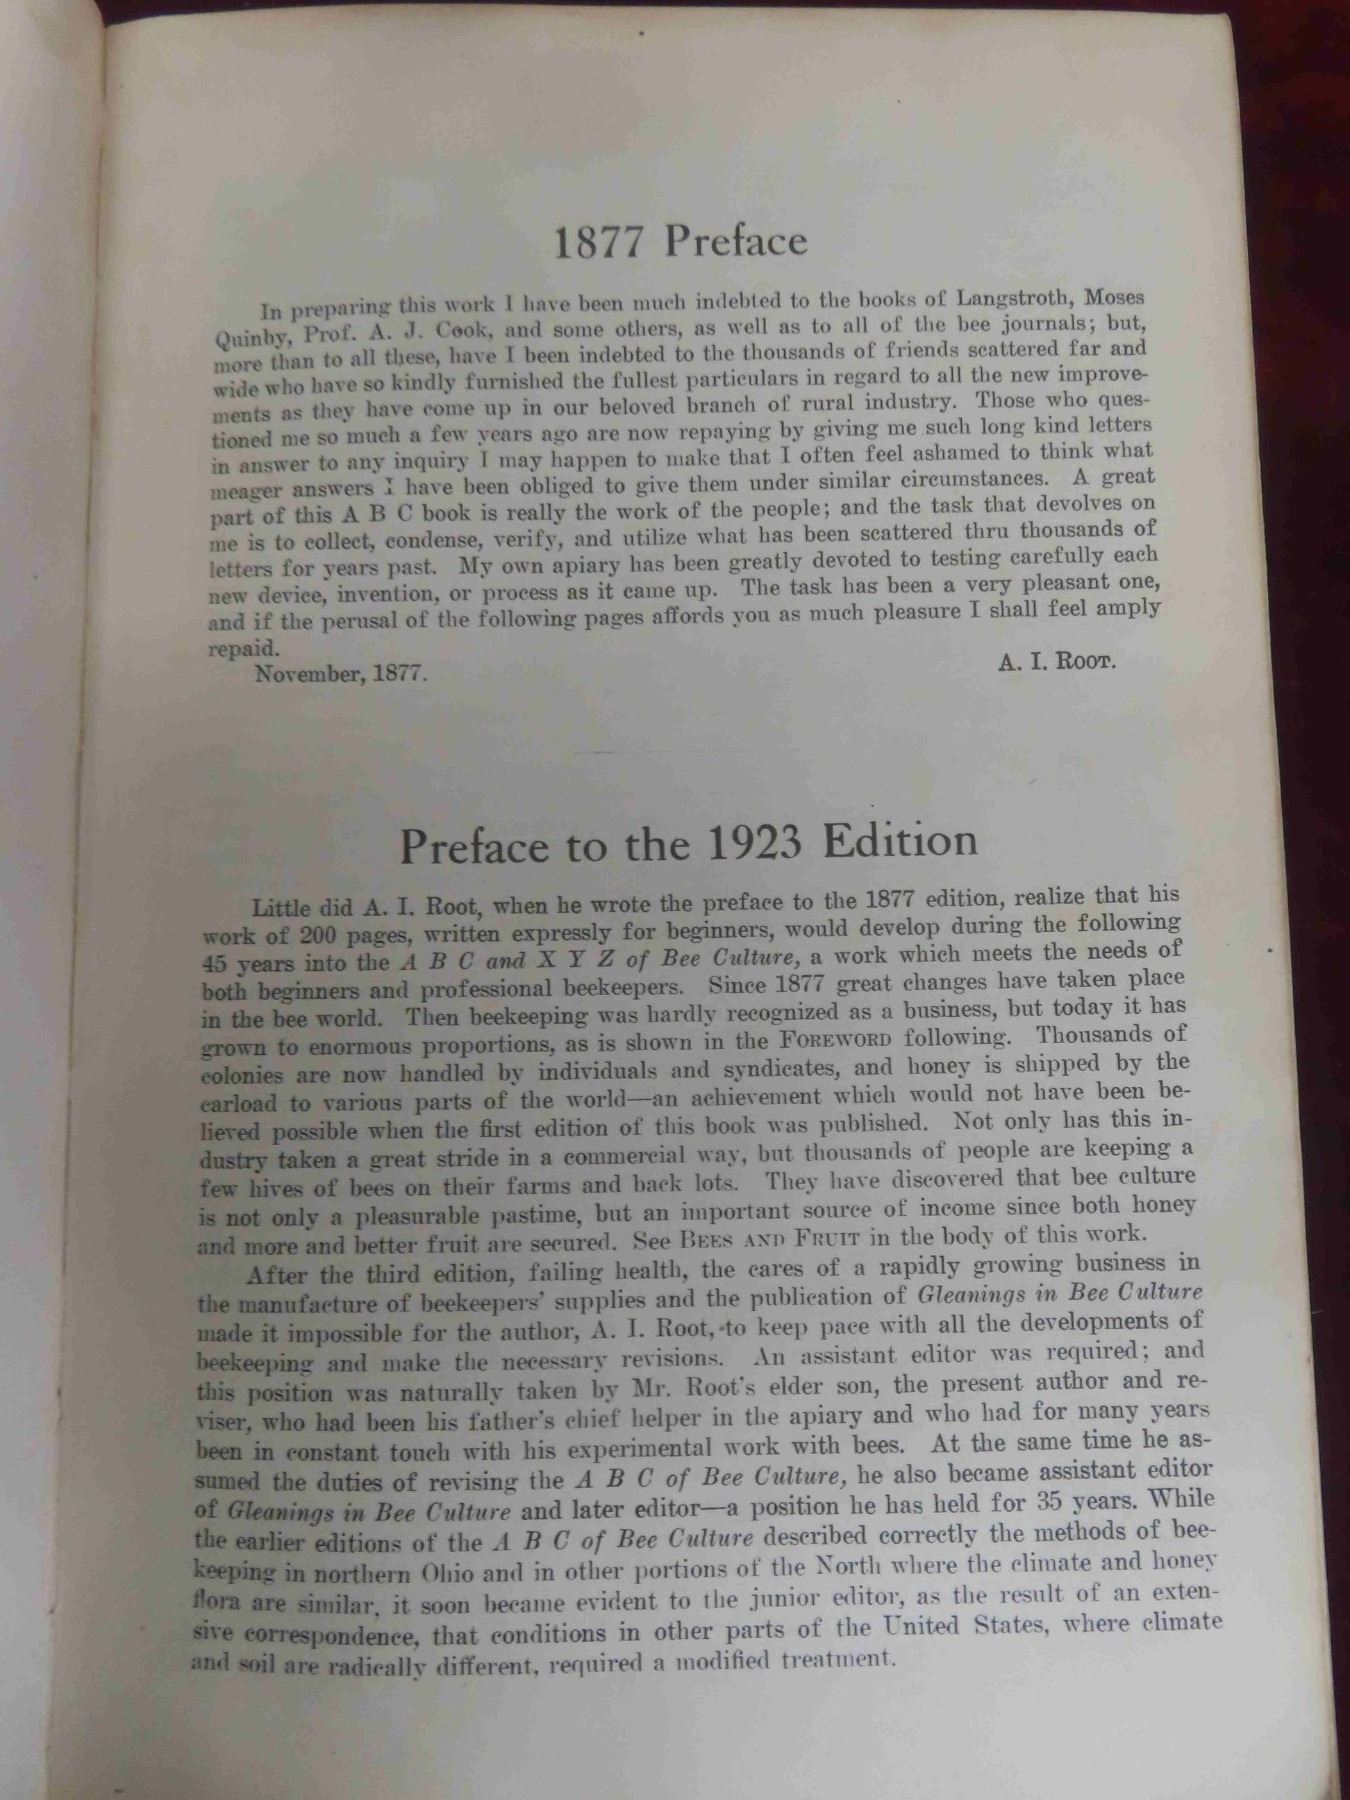 1877 Preface
In preparing this work I have been much indebted to the books of Langstroth, Moses
Quinby, Prof. A. J. Cook, and some others, as well as to all of the bee journals; but,
more than to all these, have I been indebted to the thousands of friends scattered far and
wide who have so kindly furnished the fullest particulars in regard to all the new improve-
ments as they have come up in our beloved branch of rural industry. Those who ques-
tioned me so much a few years ago are now repaying by giving me such long kind letters
in answer to any inquiry I may happen to make that I often feel ashamed to think what
meager answers I have been obliged to give them under similar circumstances. A great
part of this A B C book is really the work of the people; and the task that devolves on
me is to collect, condense, verify, and utilize what has been scattered thru thousands of
letters for years past. My own apiary has been greatly devoted to testing carefully each
new device, invention, or process as it came up. The task has been a very pleasant one,
and if the perusal of the following pages affords you as much pleasure I shall feel amply
repaid.
November, 1877. A. I. ROOT.
Preface to the 1923 Edition
Little did A. I. Root, when he wrote the preface to the 1877 edition, realize that his
work of 200 pages, written expressly for beginners, would develop during the following
45 years into the A B C and X Y Z of Bee Culture, a work which meets the needs of
both beginners and professional beekeepers. Since 1877 great changes have taken place
in the bee world. Then beekeeping was hardly recognized as a business, but today it has
grown to enormous proportions, as is shown in the FOREWORD following. Thousands of
colonies are now handled by individuals and syndicates, and honey is shipped by the
carload to various parts of the world—an achievement which would not have been be-
lieved possible when the first edition of this book was published. Not only has this in-
dustry taken a great stride in a commercial way, but thousands of people are keeping a
few hives of bees on their farms and back lots. They have discovered that bee culture
is not only a pleasurable pastime, but an important source of income since both honey
and more and better fruit are secured. See BEES AND FRUIT in the body of this work.
After the third edition, failing health, the cares of a rapidly growing business in
the manufacture of beekeepers' supplies and the publication of Gleanings in Bee Culture
made it impossible for the author, A. I. Root, to keep pace with all the developments of
beekeeping and make the necessary revisions. An assistant editor was required; and
this position was naturally taken by Mr. Root's elder son, the present author and re-
viser, who had been his father's chief helper in the apiary and who had for many years
been in constant touch with his experimental work with bees. At the same time he as-
sumed the duties of revising the A B C of Bee Culture, he also became assistant editor
of Gleanings in Bee Culture and later editor—a position he has held for 35 years. While
the earlier editions of the A B C of Bee Culture described correctly the methods of bee-
keeping in northern Ohio and in other portions of the North where the climate and honey
flora are similar, it soon became evident to the junior editor, as the result of an exten-
sive correspondence, that conditions in other parts of the United States, where climate
and soil are radically different, required a modified treatment.